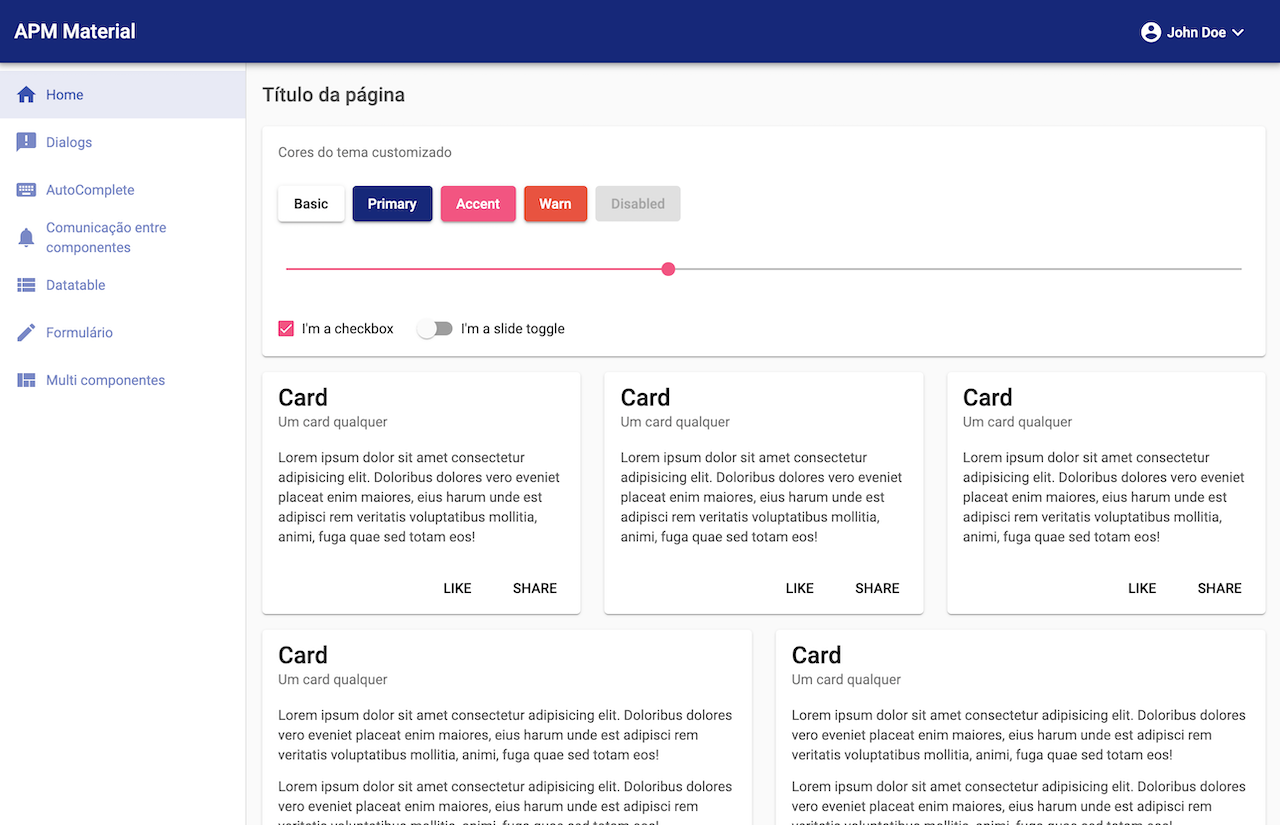 APM Material
John Doe
Home
Dialogs
AutoComplete
Comunicação entre
componentes
Datatable
Formulário
Multi componentes
Título da página
Cores do tema customizado
Basic Primary Accent Warn Disabled
I'm a checkbox I'm a slide toggle
Card
Um card qualquer
Lorem ipsum dolor sit amet consectetur
adipisicing elit. Doloribus dolores vero eveniet
placeat enim maiores, eius harum unde est
adipisci rem veritatis voluptatibus mollitia,
animi, fuga quae sed totam eos!
LIKE SHARE
Card
Um card qualquer
Lorem ipsum dolor sit amet consectetur
adipisicing elit. Doloribus dolores vero eveniet
placeat enim maiores, eius harum unde est
adipisci rem veritatis voluptatibus mollitia,
animi, fuga quae sed totam eos!
LIKE SHARE
Card
Um card qualquer
Lorem ipsum dolor sit amet consectetur
adipisicing elit. Doloribus dolores vero eveniet
placeat enim maiores, eius harum unde est
adipisci rem veritatis voluptatibus mollitia,
animi, fuga quae sed totam eos!
LIKE SHARE
Card
Um card qualquer
Lorem ipsum dolor sit amet consectetur adipisicing elit. Doloribus dolores
vero eveniet placeat enim maiores, eius harum unde est adipisci rem
veritatis voluptatibus mollitia, animi, fuga quae sed totam eos!
Lorem ipsum dolor sit amet consectetur adipisicing elit. Doloribus dolores
vero eveniet placeat enim maiores, eius harum unde est adipisci rem
Card
Um card qualquer
Lorem ipsum dolor sit amet consectetur adipisicing elit. Doloribus dolores
vero eveniet placeat enim maiores, eius harum unde est adipisci rem
veritatis voluptatibus mollitia, animi, fuga quae sed totam eos!
Lorem ipsum dolor sit amet consectetur adipisicing elit. Doloribus dolores
vero eveniet placeat enim maiores, eius harum unde est adipisci rem